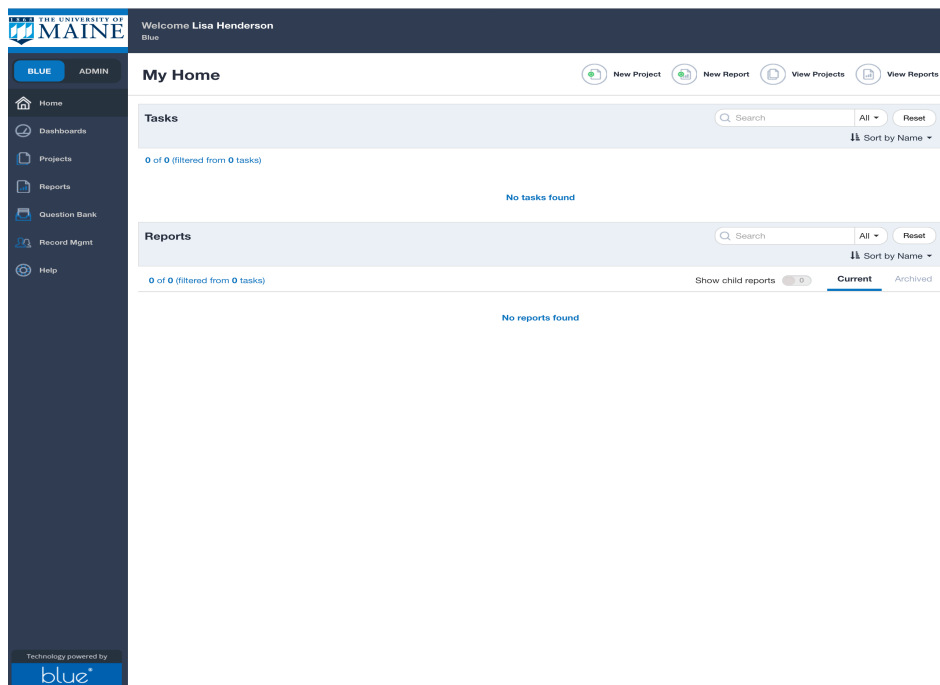 1865 THE UNIVERSITY OF
MAINE
Welcome Lisa Henderson
Blue
BLUE ADMIN
Home
Dashboards
Projects
Reports
Question Bank
Record Mgmt
Help
Technology powered by
blue
My Home
New Project New Report View Projects View Reports
Tasks
Search All Reset
Sort by Name
0 of 0 (filtered from 0 tasks)
No tasks found
Reports
Search All Reset
Sort by Name
0 of 0 (filtered from 0 tasks)
Show child reports 0 Current Archived
No reports found